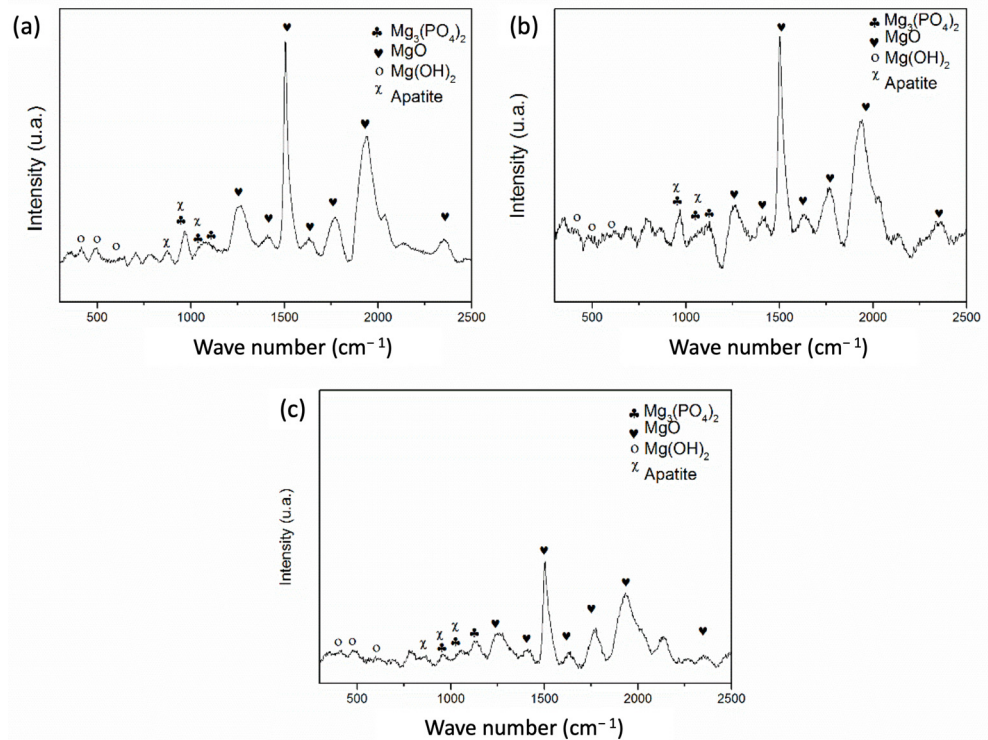 (a)
♣ Mg₃(PO₄)₂
♥ MgO
o Mg(OH)₂
χ Apatite
Intensity (u.a.)
500 1000 1500 2000 2500
Wave number (cm⁻¹)
(b)
♣ Mg₃(PO₄)₂
♥ MgO
o Mg(OH)₂
χ Apatite
Intensity (u.a.)
500 1000 1500 2000 2500
Wave number (cm⁻¹)
(c)
♣ Mg₃(PO₄)₂
♥ MgO
o Mg(OH)₂
χ Apatite
Intensity (u.a.)
500 1000 1500 2000 2500
Wave number (cm⁻¹)